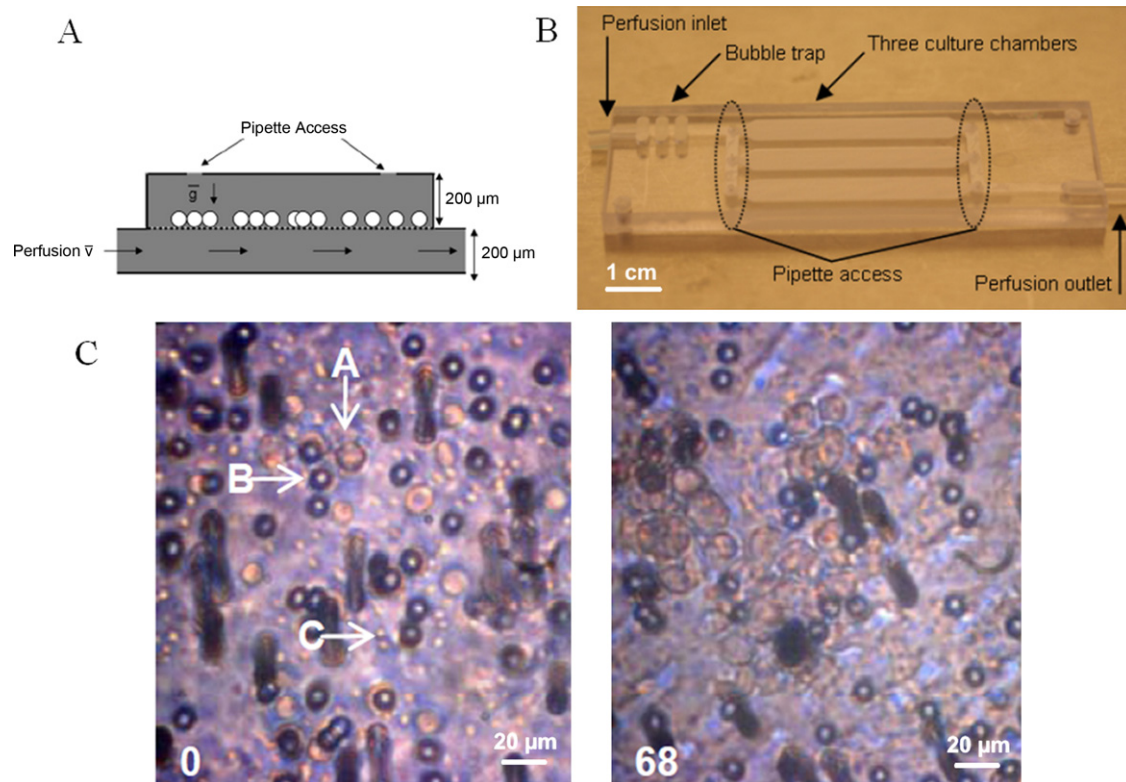 A
Pipette Access
g
200 µm
Perfusion v̄
200 µm
B
Perfusion inlet
Bubble trap
Three culture chambers
1 cm
Pipette access
Perfusion outlet
C
A
B
C
0
20 µm
68
20 µm